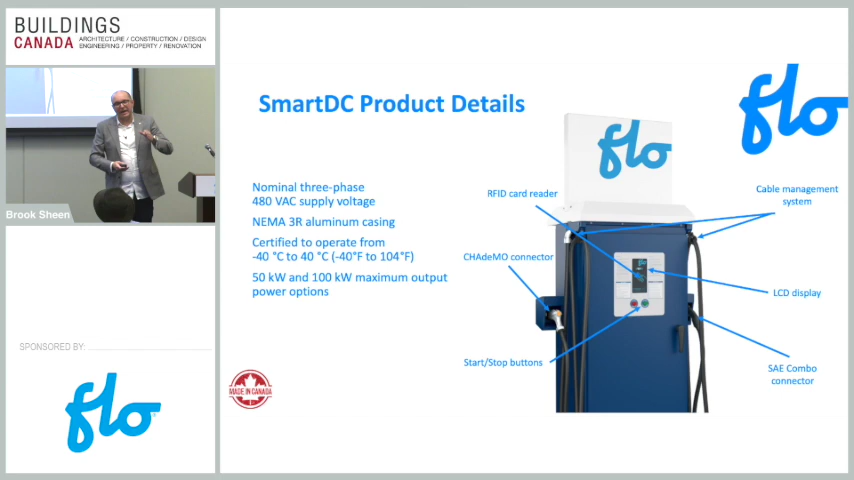 BUILDINGS
CANADA
ARCHITECTURE / CONSTRUCTION / DESIGN
ENGINEERING / PROPERTY / RENOVATION
Brook Sheen
SPONSORED BY:
flo
SmartDC Product Details
flo
flo
Nominal three-phase
480 VAC supply voltage
NEMA 3R aluminum casing
Certified to operate from
-40 °C to 40 °C (-40°F to 104°F)
50 kW and 100 kW maximum output
power options
RFID card reader
Cable management
system
CHAdeMO connector
LCD display
Start/Stop buttons
SAE Combo
connector
MADE IN CANADA